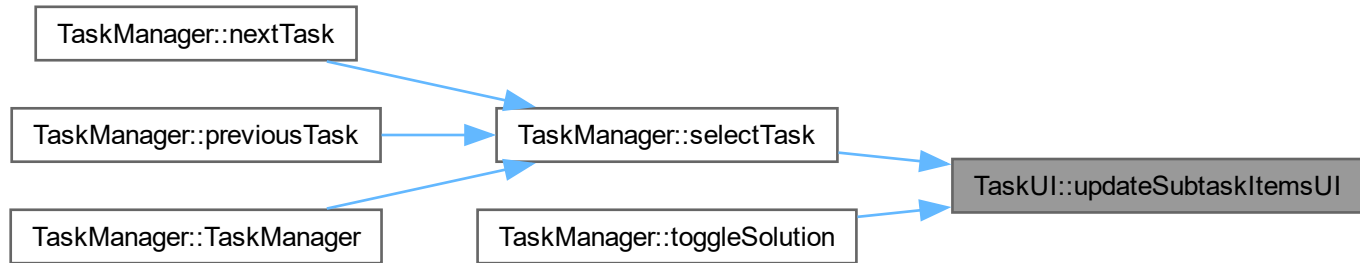 TaskManager::nextTask
TaskManager::previousTask
TaskManager::selectTask
TaskUI::updateSubtaskItemsUI
TaskManager::TaskManager
TaskManager::toggleSolution